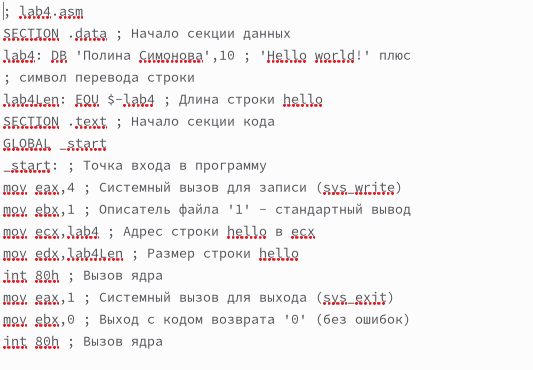 ; lab4.asm
SECTION .data ; Начало секции данных
lab4: DB 'Полина Симонова',10 ; 'Hello world!' плюс
; символ перевода строки
lab4Len: EQU $-lab4 ; Длина строки hello
SECTION .text ; Начало секции кода
GLOBAL _start
_start: ; Точка входа в программу
mov eax,4 ; Системный вызов для записи (sys_write)
mov ebx,1 ; Описатель файла '1' - стандартный вывод
mov ecx,lab4 ; Адрес строки hello в ecx
mov edx,lab4Len ; Размер строки hello
int 80h ; Вызов ядра
mov eax,1 ; Системный вызов для выхода (sys_exit)
mov ebx,0 ; Выход с кодом возврата '0' (без ошибок)
int 80h ; Вызов ядра